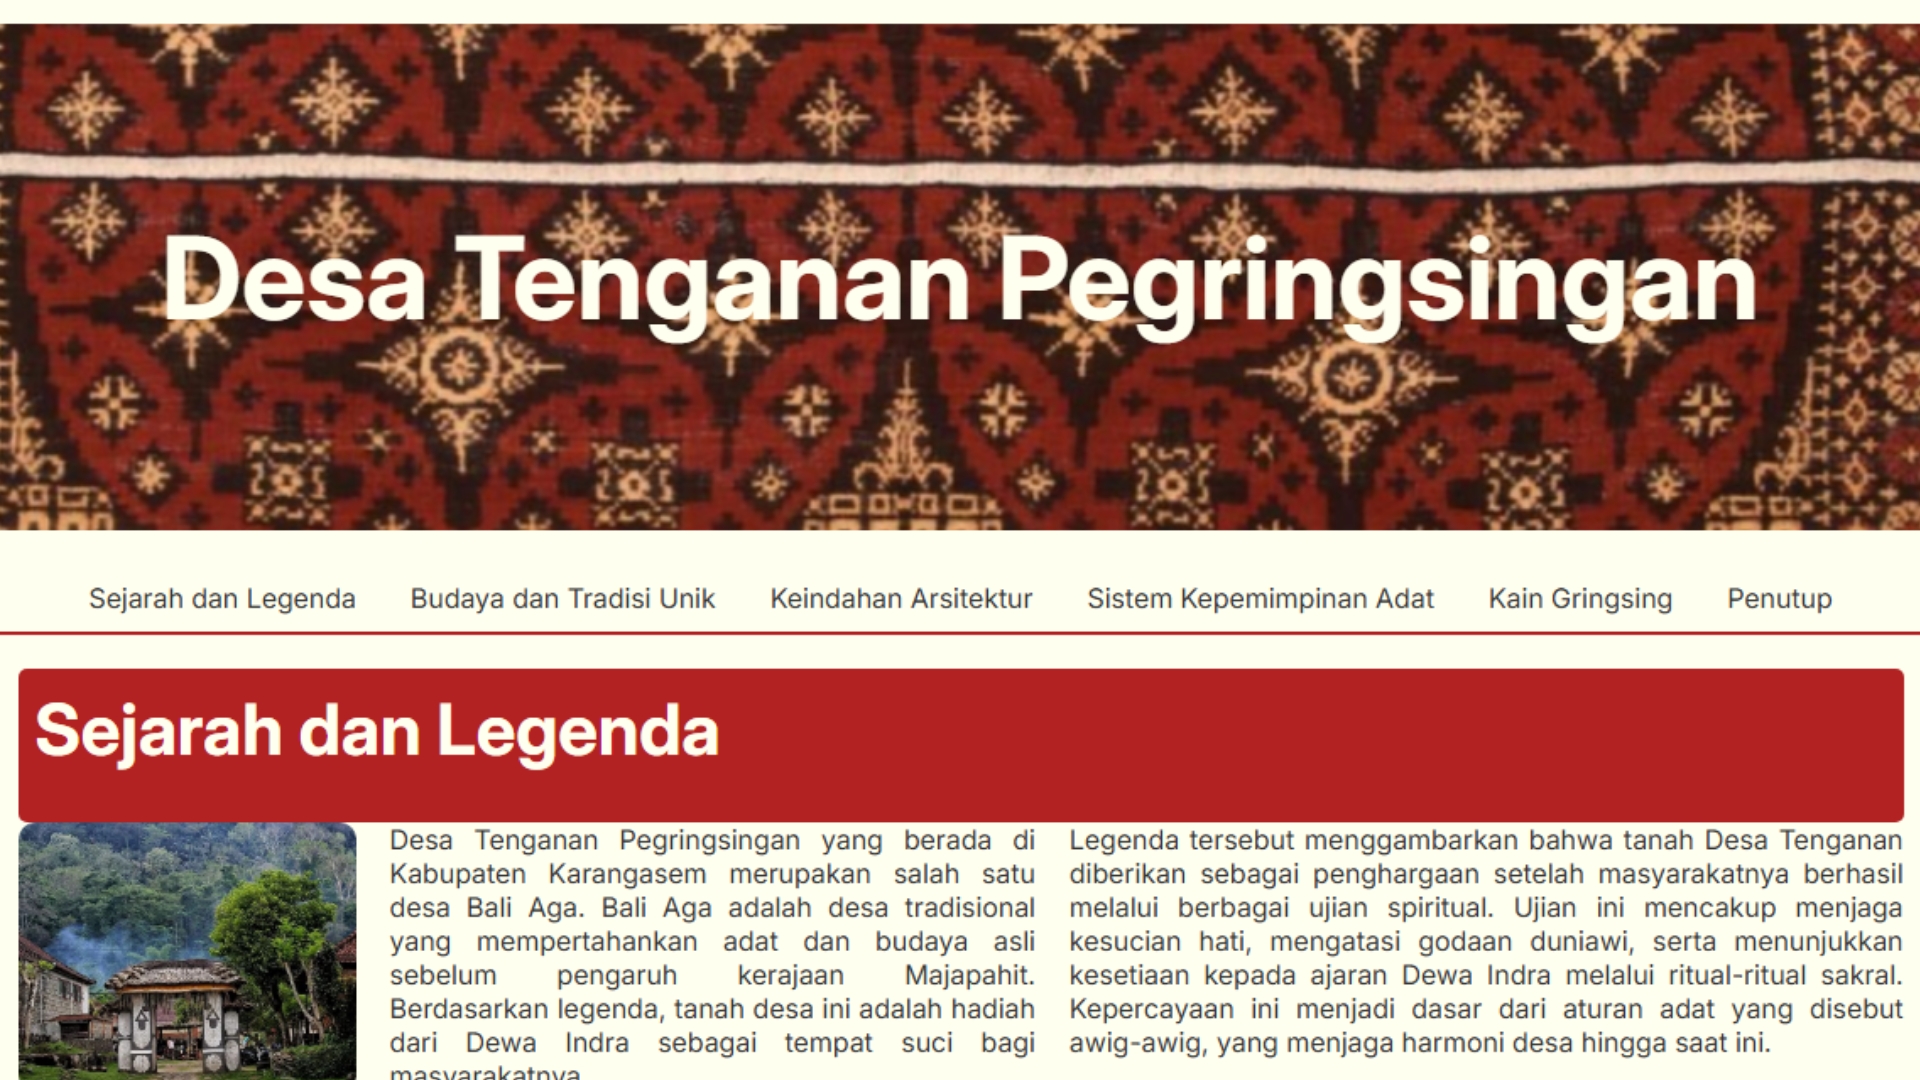 Desa Tenganan Pegringsingan
Sejarah dan Legenda
Budaya dan Tradisi Unik
Keindahan Arsitektur
Sistem Kepemimpinan Adat
Kain Gringsing
Penutup
Sejarah dan Legenda
Desa Tenganan Pegringsingan yang berada di
Kabupaten Karangasem merupakan salah satu
desa Bali Aga. Bali Aga adalah desa tradisional
yang mempertahankan adat dan budaya asli
sebelum pengaruh kerajaan Majapahit.
Berdasarkan legenda, tanah desa ini adalah hadiah
dari Dewa Indra sebagai tempat suci bagi
masyarakatnya.
Legenda tersebut menggambarkan bahwa tanah Desa Tenganan
diberikan sebagai penghargaan setelah masyarakatnya berhasil
melalui berbagai ujian spiritual. Ujian ini mencakup menjaga
kesucian hati, mengatasi godaan duniawi, serta menunjukkan
kesetiaan kepada ajaran Dewa Indra melalui ritual-ritual sakral.
Kepercayaan ini menjadi dasar dari aturan adat yang disebut
awig-awig, yang menjaga harmoni desa hingga saat ini.